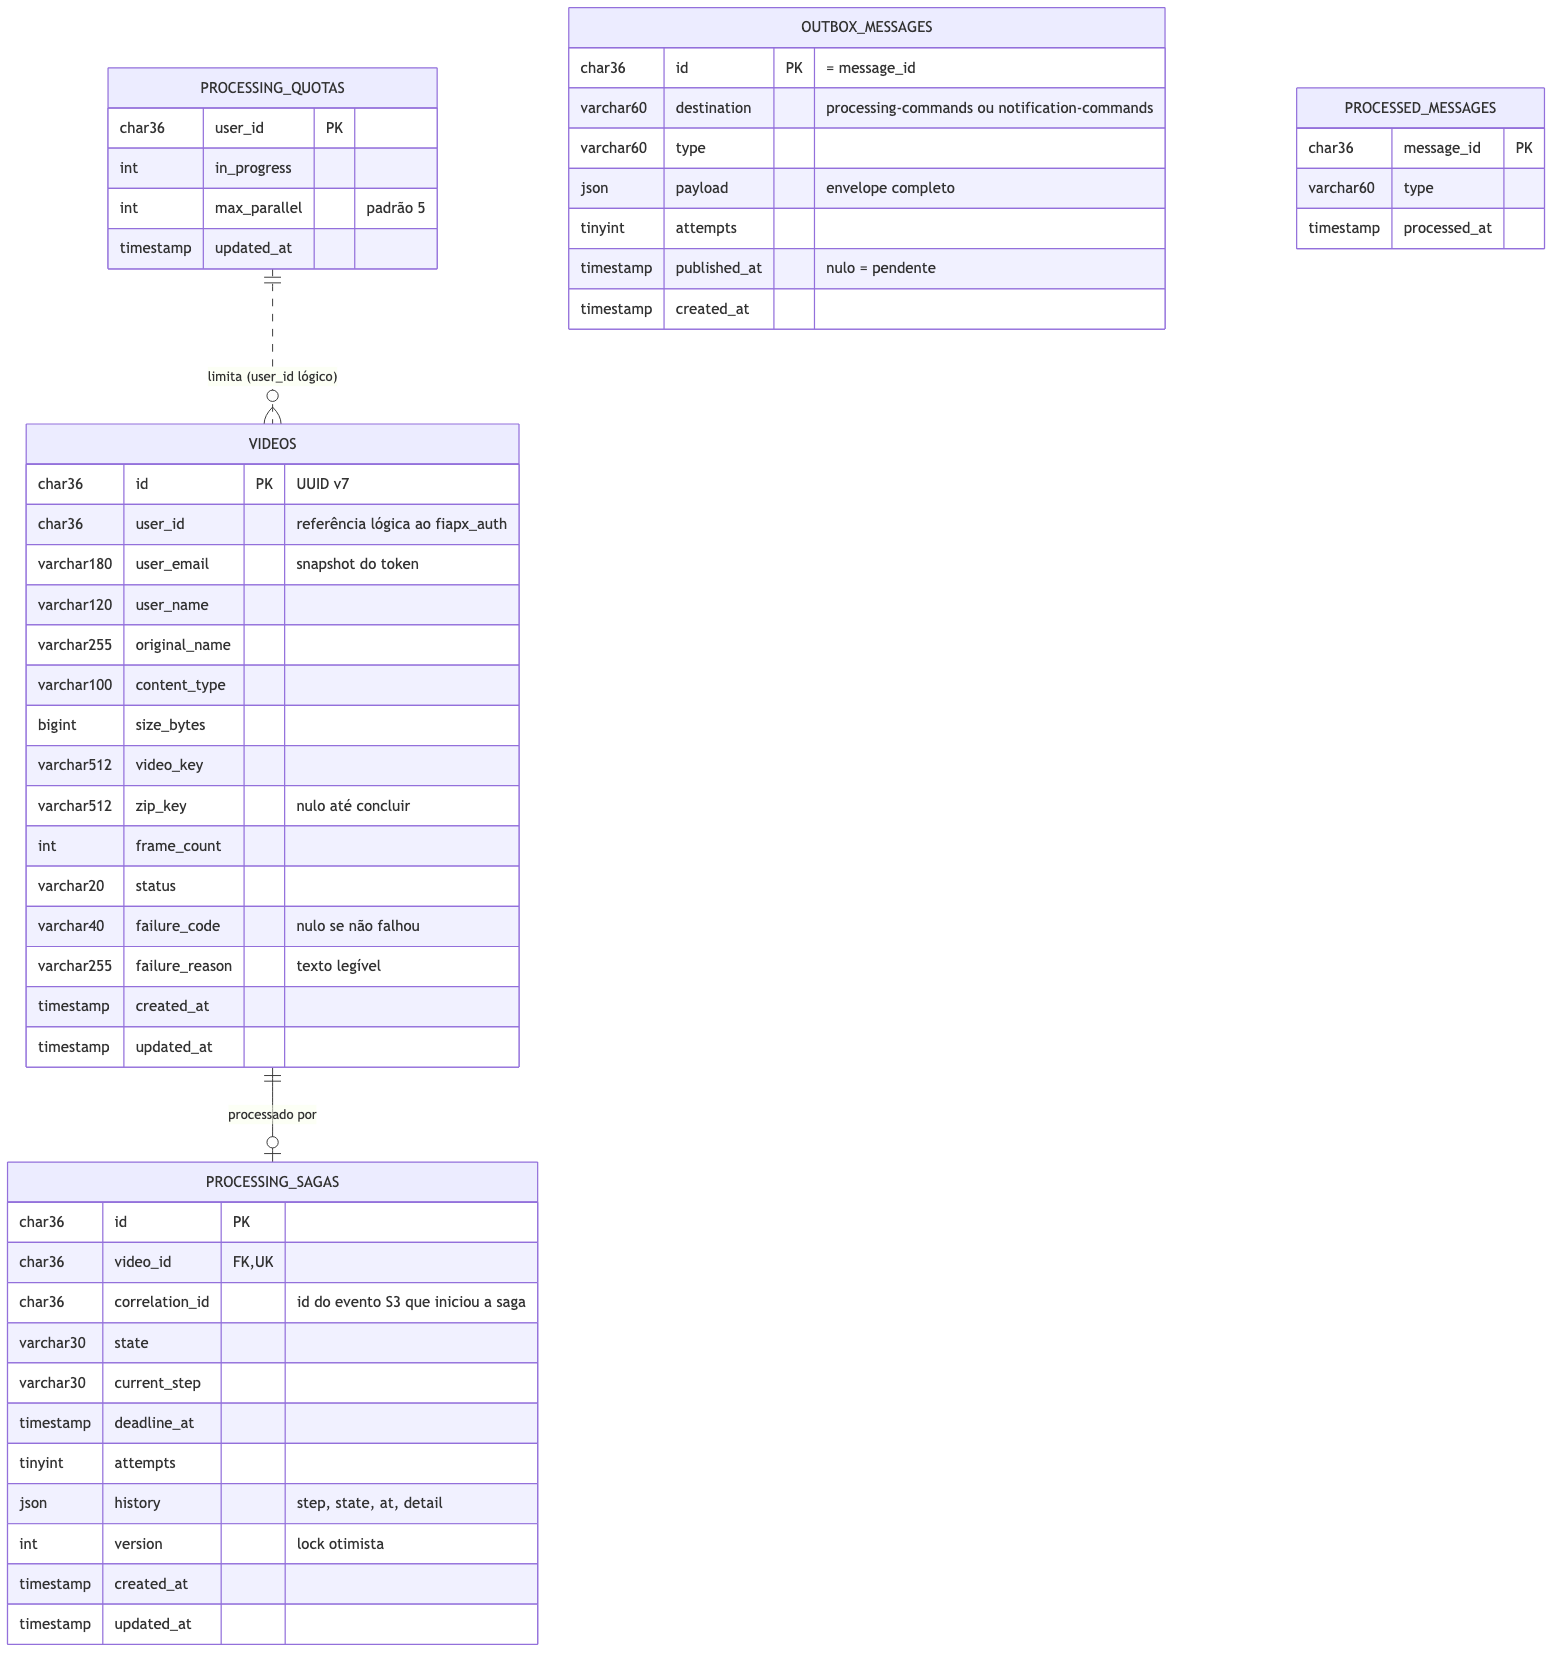 PROCESSING_QUOTAS
char36 user_id PK
int in_progress
int max_parallel padrão 5
timestamp updated_at
OUTBOX_MESSAGES
char36 id PK = message_id
varchar60 destination processing-commands ou notification-commands
varchar60 type
json payload envelope completo
tinyint attempts
timestamp published_at nulo = pendente
timestamp created_at
PROCESSED_MESSAGES
char36 message_id PK
varchar60 type
timestamp processed_at
limita (user_id lógico)
VIDEOS
char36 id PK UUID v7
char36 user_id referência lógica ao fiapx_auth
varchar180 user_email snapshot do token
varchar120 user_name
varchar255 original_name
varchar100 content_type
bigint size_bytes
varchar512 video_key
varchar512 zip_key nulo até concluir
int frame_count
varchar20 status
varchar40 failure_code nulo se não falhou
varchar255 failure_reason texto legível
timestamp created_at
timestamp updated_at
processado por
PROCESSING_SAGAS
char36 id PK
char36 video_id FK,UK
char36 correlation_id id do evento S3 que iniciou a saga
varchar30 state
varchar30 current_step
timestamp deadline_at
tinyint attempts
json history step, state, at, detail
int version lock otimista
timestamp created_at
timestamp updated_at